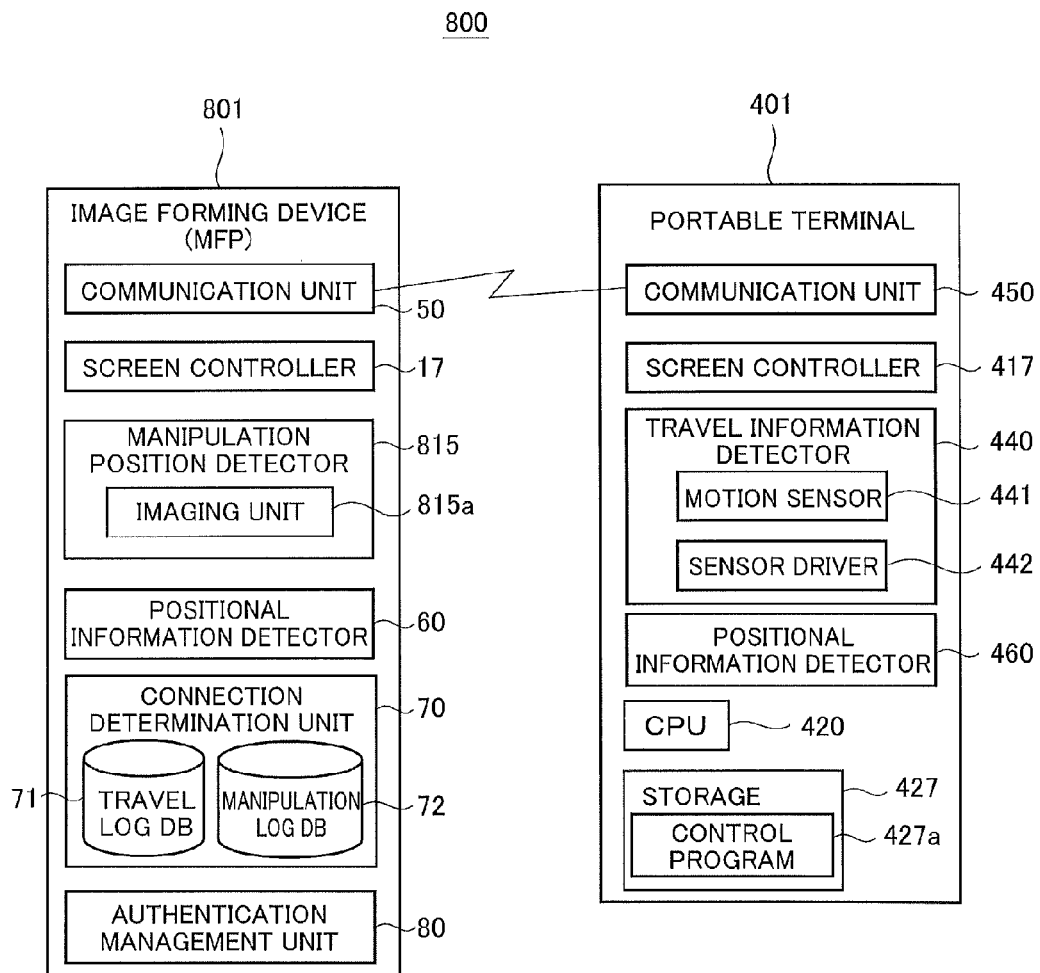 800
801
IMAGE FORMING DEVICE
(MFP)
COMMUNICATION UNIT
50
SCREEN CONTROLLER
17
MANIPULATION
POSITION DETECTOR
815
IMAGING UNIT
815a
POSITIONAL
INFORMATION DETECTOR
60
CONNECTION
DETERMINATION UNIT
70
71
TRAVEL
LOG DB
MANIPULATION
LOG DB
72
AUTHENTICATION
MANAGEMENT UNIT
80
401
PORTABLE TERMINAL
COMMUNICATION UNIT
450
SCREEN CONTROLLER
417
TRAVEL INFORMATION
DETECTOR
440
MOTION SENSOR
441
SENSOR DRIVER
442
POSITIONAL
INFORMATION DETECTOR
460
CPU
420
STORAGE
427
CONTROL
PROGRAM
427a